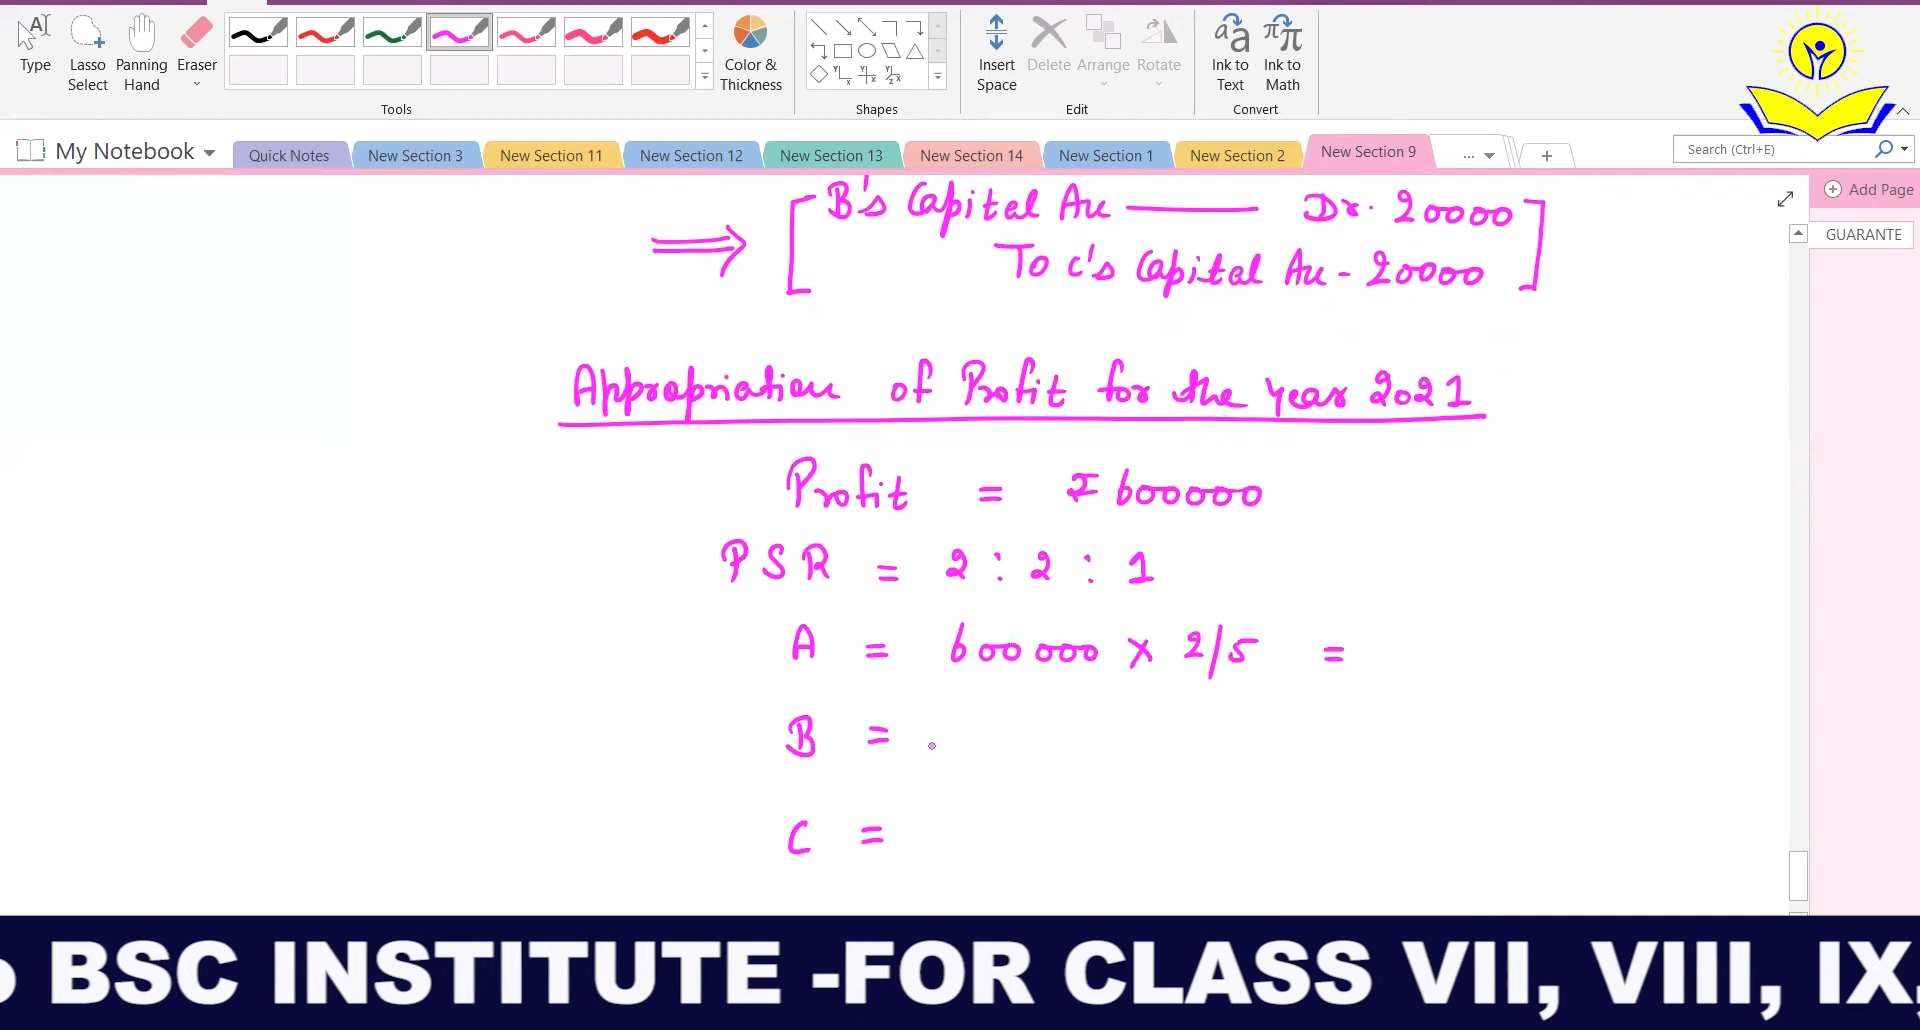 Type
Lasso Select
Panning Hand
Eraser
Color & Thickness
Insert Space
Delete
Arrange
Rotate
Ink to Text
Ink to Math
Tools
Shapes
Edit
Convert
My Notebook
Quick Notes
New Section 3
New Section 11
New Section 12
New Section 13
New Section 14
New Section 1
New Section 2
New Section 9
...
Search (Ctrl+E)
Add Page
GUARANTE
B's Capital A/c ——— Dr. 20000
To C's Capital A/c - 20000
Appropriation of Profit for the year 2021
Profit = ₹ 600000
PSR = 2 : 2 : 1
A = 600000 × 2/5 =
B =
C =
BSC INSTITUTE -FOR CLASS VII, VIII, IX,